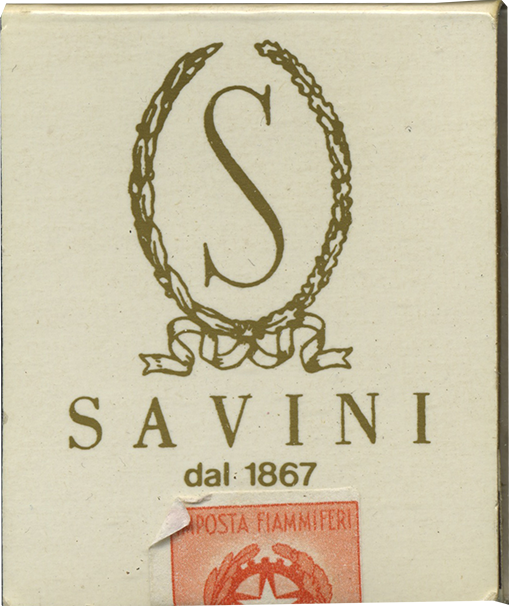 S
SAVINI
dal 1867
IMPOSTA FIAMMIFERI